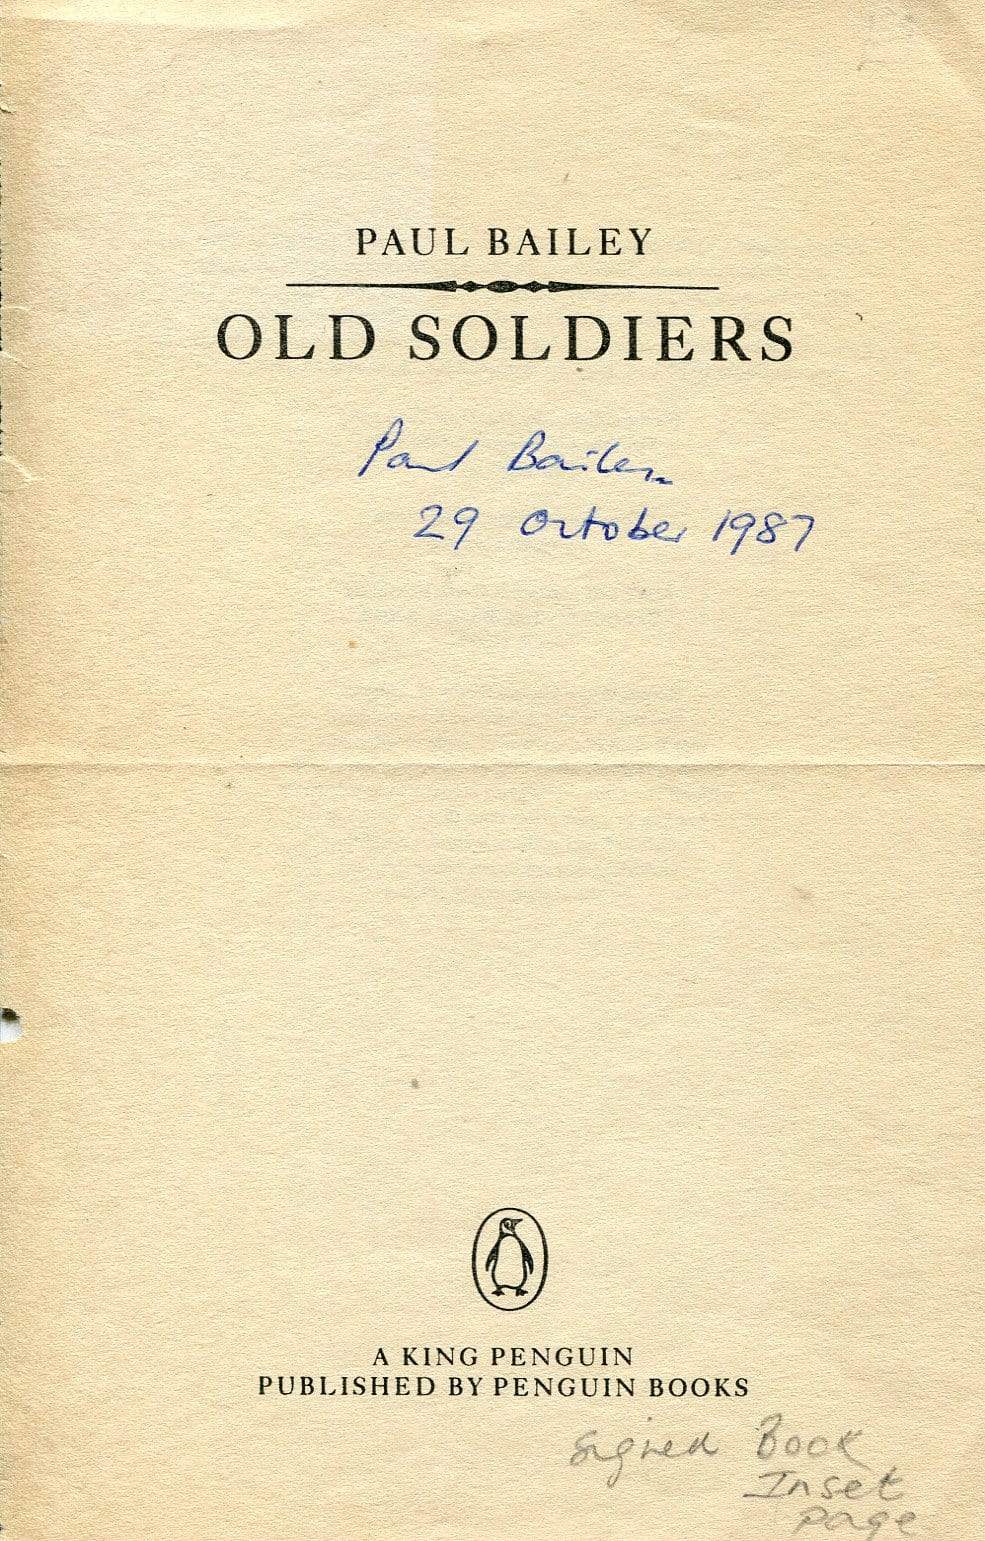 PAUL BAILEY
OLD SOLDIERS
Paul Bailey
29 October 1987
A KING PENGUIN
PUBLISHED BY PENGUIN BOOKS
Signed Book
Inset
page